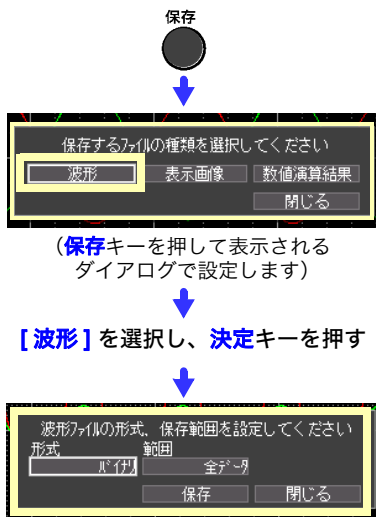 保存
保存するファイルの種類を選択してください
波形 表示画像 数値演算結果
閉じる
（保存キーを押して表示される
ダイアログで設定します）
[ 波形 ] を選択し、決定キーを押す
波形ファイルの形式、保存範囲を設定してください
形式 範囲
バイナリ 全データ
保存 閉じる